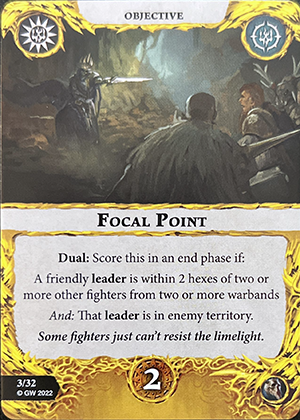 OBJECTIVE
FOCAL POINT
Dual: Score this in an end phase if:
A friendly leader is within 2 hexes of two or
more other fighters from two or more warbands
And: That leader is in enemy territory.
Some fighters just can't resist the limelight.
3/32
© GW 2022
2